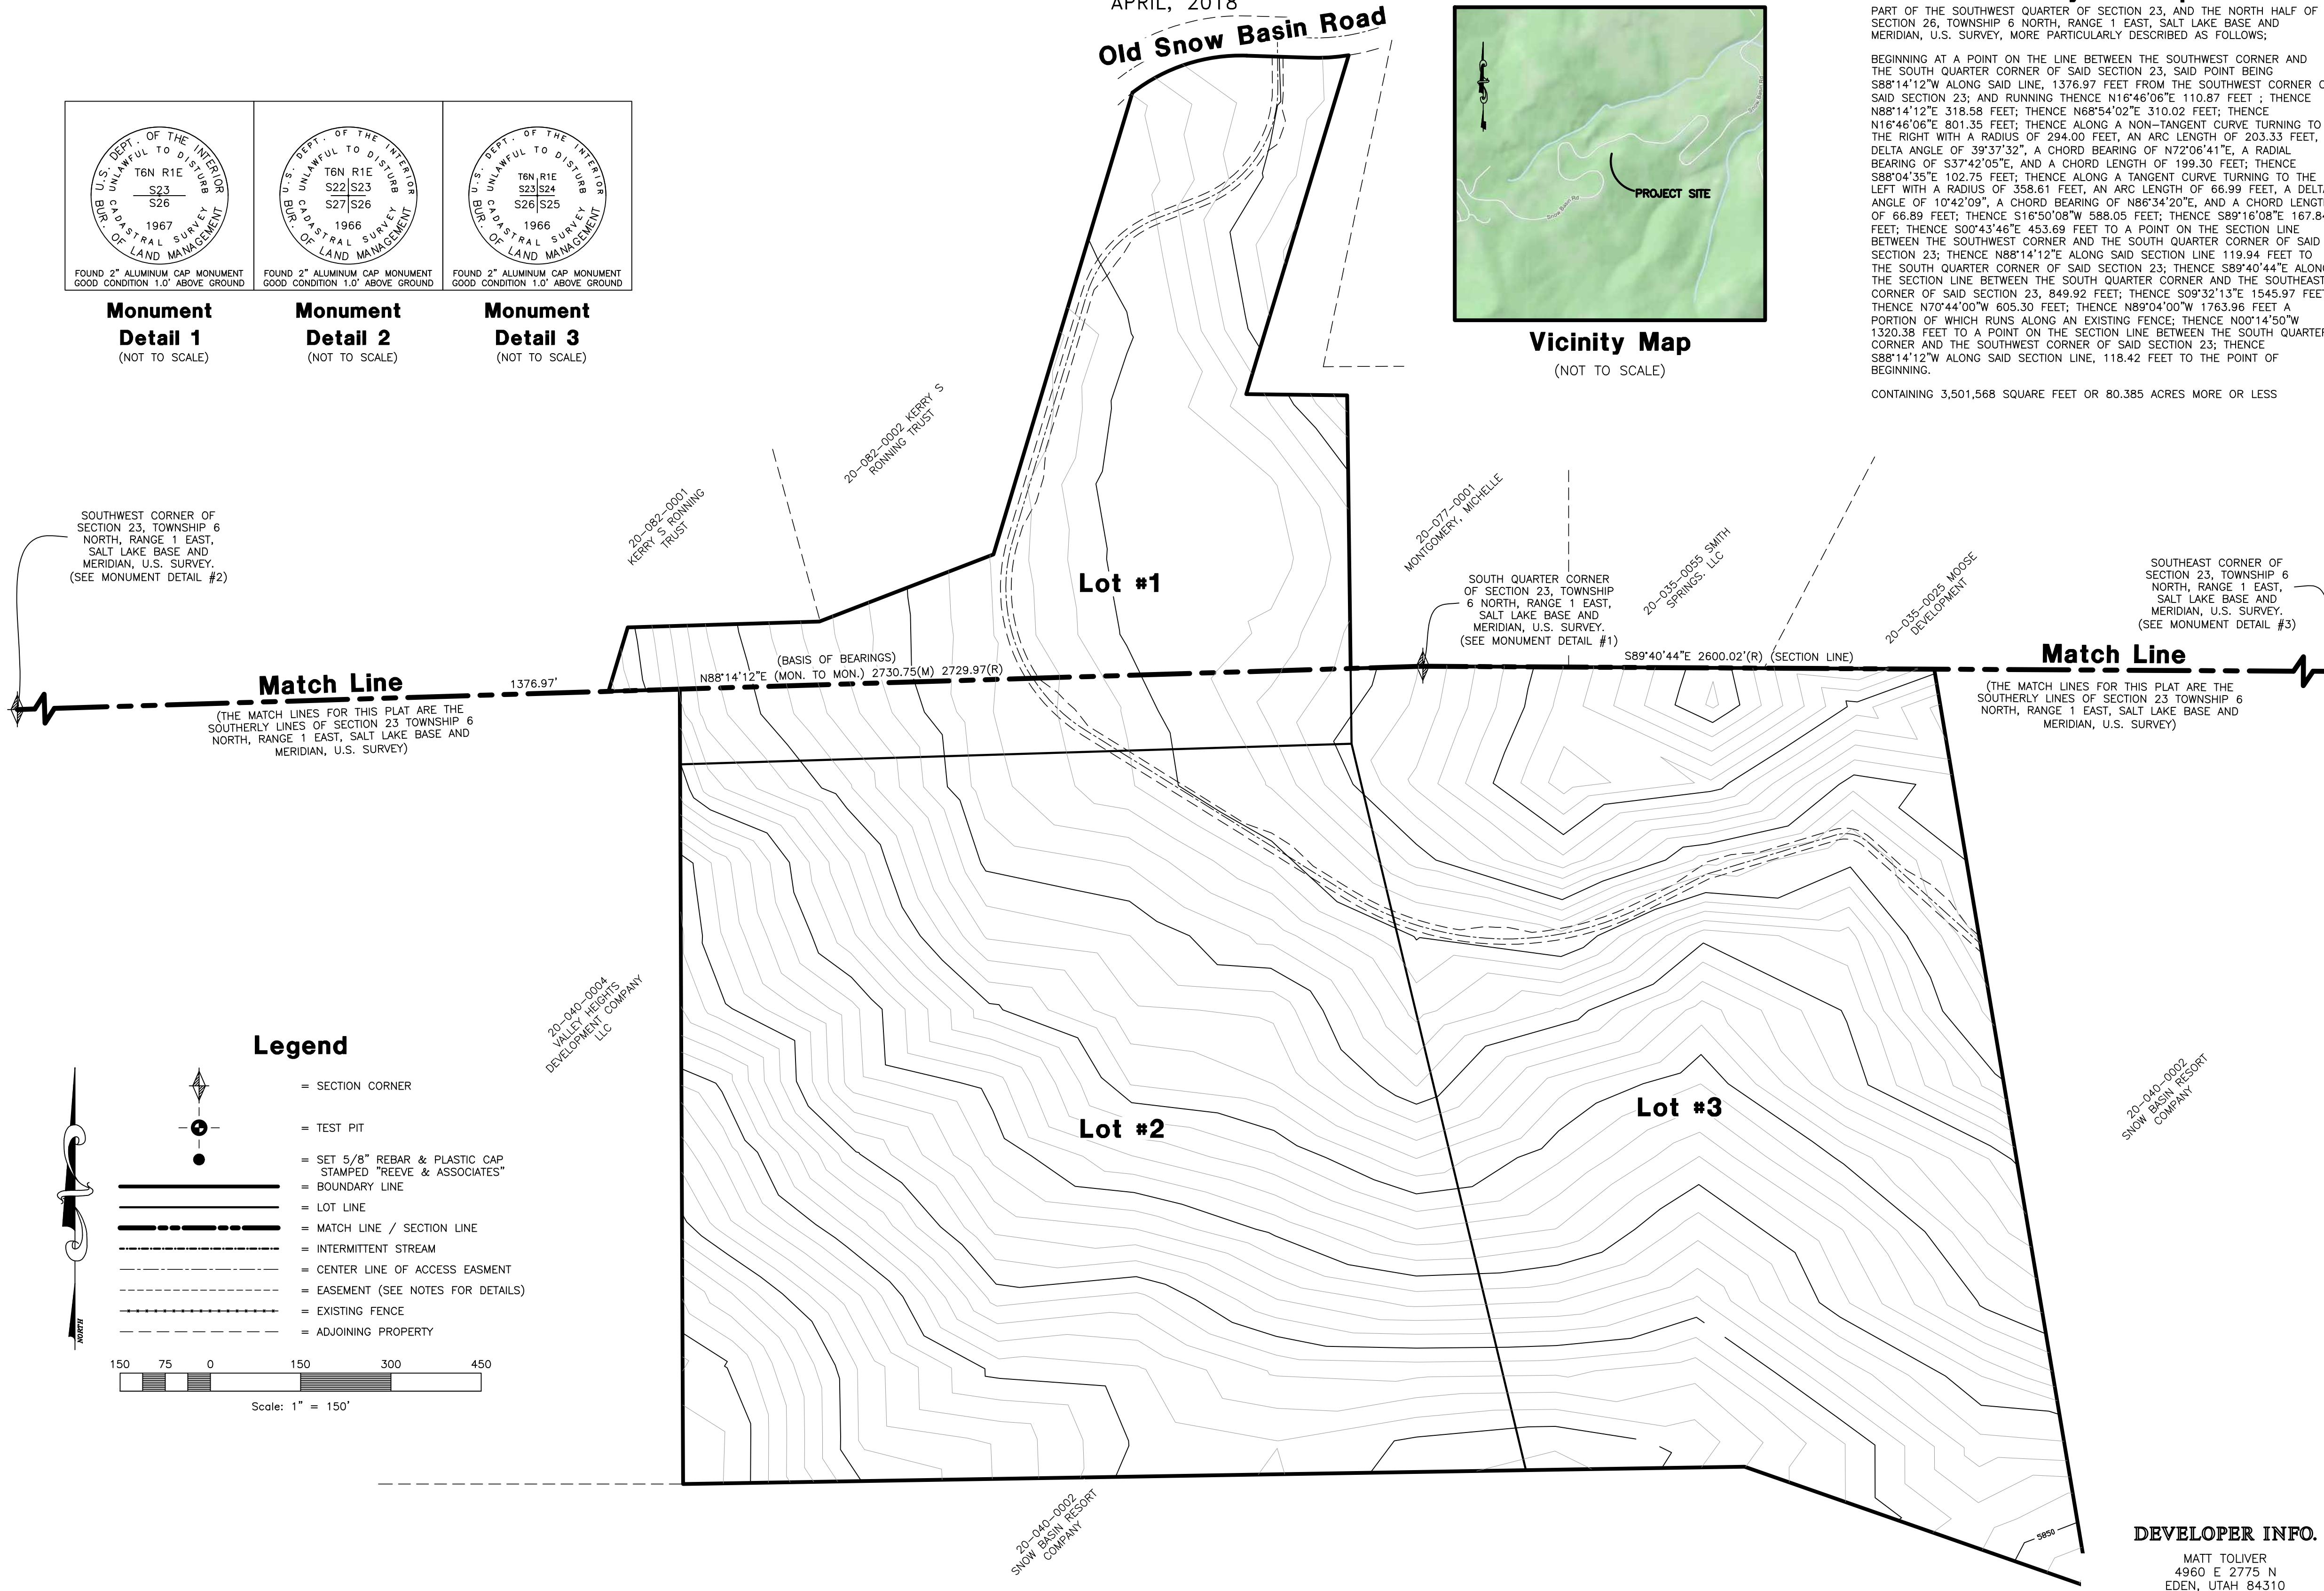 APRIL, 2018
Old Snow Basin Road
U.S. DEPT. OF THE INTERIOR
UNLAWFUL TO DISTURB
T6N R1E
S23
S26
1967
CADASTRAL SURVEY
BUR. OF LAND MANAGEMENT
FOUND 2" ALUMINUM CAP MONUMENT
GOOD CONDITION 1.0' ABOVE GROUND
Monument
Detail 1
(NOT TO SCALE)
U.S. DEPT. OF THE INTERIOR
UNLAWFUL TO DISTURB
T6N R1E
S22 S23
S27 S26
1966
CADASTRAL SURVEY
BUR. OF LAND MANAGEMENT
FOUND 2" ALUMINUM CAP MONUMENT
GOOD CONDITION 1.0' ABOVE GROUND
Monument
Detail 2
(NOT TO SCALE)
U.S. DEPT. OF THE INTERIOR
UNLAWFUL TO DISTURB
T6N R1E
S23 S24
S26 S25
1966
CADASTRAL SURVEY
BUR. OF LAND MANAGEMENT
FOUND 2" ALUMINUM CAP MONUMENT
GOOD CONDITION 1.0' ABOVE GROUND
Monument
Detail 3
(NOT TO SCALE)
Snow Basin Rd
Snow Basin Rd
PROJECT SITE
Vicinity Map
(NOT TO SCALE)
PART OF THE SOUTHWEST QUARTER OF SECTION 23, AND THE NORTH HALF OF
SECTION 26, TOWNSHIP 6 NORTH, RANGE 1 EAST, SALT LAKE BASE AND
MERIDIAN, U.S. SURVEY, MORE PARTICULARLY DESCRIBED AS FOLLOWS;
BEGINNING AT A POINT ON THE LINE BETWEEN THE SOUTHWEST CORNER AND
THE SOUTH QUARTER CORNER OF SAID SECTION 23, SAID POINT BEING
S88°14'12"W ALONG SAID LINE, 1376.97 FEET FROM THE SOUTHWEST CORNER
SAID SECTION 23; AND RUNNING THENCE N16°46'06"E 110.87 FEET ; THENCE
N88°14'12"E 318.58 FEET; THENCE N68°54'02"E 310.02 FEET; THENCE
N16°46'06"E 801.35 FEET; THENCE ALONG A NON-TANGENT CURVE TURNING TO
THE RIGHT WITH A RADIUS OF 294.00 FEET, AN ARC LENGTH OF 203.33 FEET,
DELTA ANGLE OF 39°37'32", A CHORD BEARING OF N72°06'41"E, A RADIAL
BEARING OF S37°42'05"E, AND A CHORD LENGTH OF 199.30 FEET; THENCE
S88°04'35"E 102.75 FEET; THENCE ALONG A TANGENT CURVE TURNING TO THE
LEFT WITH A RADIUS OF 358.61 FEET, AN ARC LENGTH OF 66.99 FEET, A
ANGLE OF 10°42'09", A CHORD BEARING OF N86°34'20"E, AND A CHORD
OF 66.89 FEET; THENCE S16°50'08"W 588.05 FEET; THENCE S89°16'08"E 167.84
FEET; THENCE S00°43'46"E 453.69 FEET TO A POINT ON THE SECTION LINE
BETWEEN THE SOUTHWEST CORNER AND THE SOUTH QUARTER CORNER OF SAID
SECTION 23; THENCE N88°14'12"E ALONG SAID SECTION LINE 119.94 FEET TO
THE SOUTH QUARTER CORNER OF SAID SECTION 23; THENCE S89°40'44"E
THE SECTION LINE BETWEEN THE SOUTH QUARTER CORNER AND THE SOUTHEAST
CORNER OF SAID SECTION 23, 849.92 FEET; THENCE S09°32'13"E 1545.97
THENCE N70°44'00"W 605.30 FEET; THENCE N89°04'00"W 1763.96 FEET A
PORTION OF WHICH RUNS ALONG AN EXISTING FENCE; THENCE N00°14'50"W
1320.38 FEET TO A POINT ON THE SECTION LINE BETWEEN THE SOUTH QUARTER
CORNER AND THE SOUTHWEST CORNER OF SAID SECTION 23; THENCE
S88°14'12"W ALONG SAID SECTION LINE, 118.42 FEET TO THE POINT OF
BEGINNING.
CONTAINING 3,501,568 SQUARE FEET OR 80.385 ACRES MORE OR LESS
20-082-0002 KERRY S
RONNING TRUST
20-082-0001
KERRY S RONNING
TRUST
20-077-0001
MONTGOMERY, MICHELLE
20-035-0055 SMITH
SPRINGS, LLC
20-035-0025 MOOSE
DEVELOPMENT
SOUTHWEST CORNER OF
SECTION 23, TOWNSHIP 6
NORTH, RANGE 1 EAST,
SALT LAKE BASE AND
MERIDIAN, U.S. SURVEY.
(SEE MONUMENT DETAIL #2)
SOUTH QUARTER CORNER
OF SECTION 23, TOWNSHIP
6 NORTH, RANGE 1 EAST,
SALT LAKE BASE AND
MERIDIAN, U.S. SURVEY.
(SEE MONUMENT DETAIL #1)
SOUTHEAST CORNER OF
SECTION 23, TOWNSHIP 6
NORTH, RANGE 1 EAST,
SALT LAKE BASE AND
MERIDIAN, U.S. SURVEY.
(SEE MONUMENT DETAIL #3)
Lot #1
Match Line
1376.97'
(BASIS OF BEARINGS)
N88°14'12"E (MON. TO MON.) 2730.75(M) 2729.97(R)
S89°40'44"E 2600.02'(R) (SECTION LINE)
Match Line
(THE MATCH LINES FOR THIS PLAT ARE THE
SOUTHERLY LINES OF SECTION 23 TOWNSHIP 6
NORTH, RANGE 1 EAST, SALT LAKE BASE AND
MERIDIAN, U.S. SURVEY)
(THE MATCH LINES FOR THIS PLAT ARE THE
SOUTHERLY LINES OF SECTION 23 TOWNSHIP 6
NORTH, RANGE 1 EAST, SALT LAKE BASE AND
MERIDIAN, U.S. SURVEY)
20-040-0004
VALLEY HEIGHTS
DEVELOPMENT COMPANY
LLC
Lot #2
Lot #3
20-040-0002
SNOW BASIN RESORT
COMPANY
Legend
= SECTION CORNER
= TEST PIT
= SET 5/8" REBAR & PLASTIC CAP
STAMPED "REEVE & ASSOCIATES"
= BOUNDARY LINE
= LOT LINE
= MATCH LINE / SECTION LINE
= INTERMITTENT STREAM
= CENTER LINE OF ACCESS EASMENT
= EASEMENT (SEE NOTES FOR DETAILS)
= EXISTING FENCE
= ADJOINING PROPERTY
NORTH
150 75 0 150 300 450
Scale: 1" = 150'
20-040-0002
SNOW BASIN RESORT
COMPANY
5850
DEVELOPER INFO.
MATT TOLIVER
4960 E 2775 N
EDEN, UTAH 84310